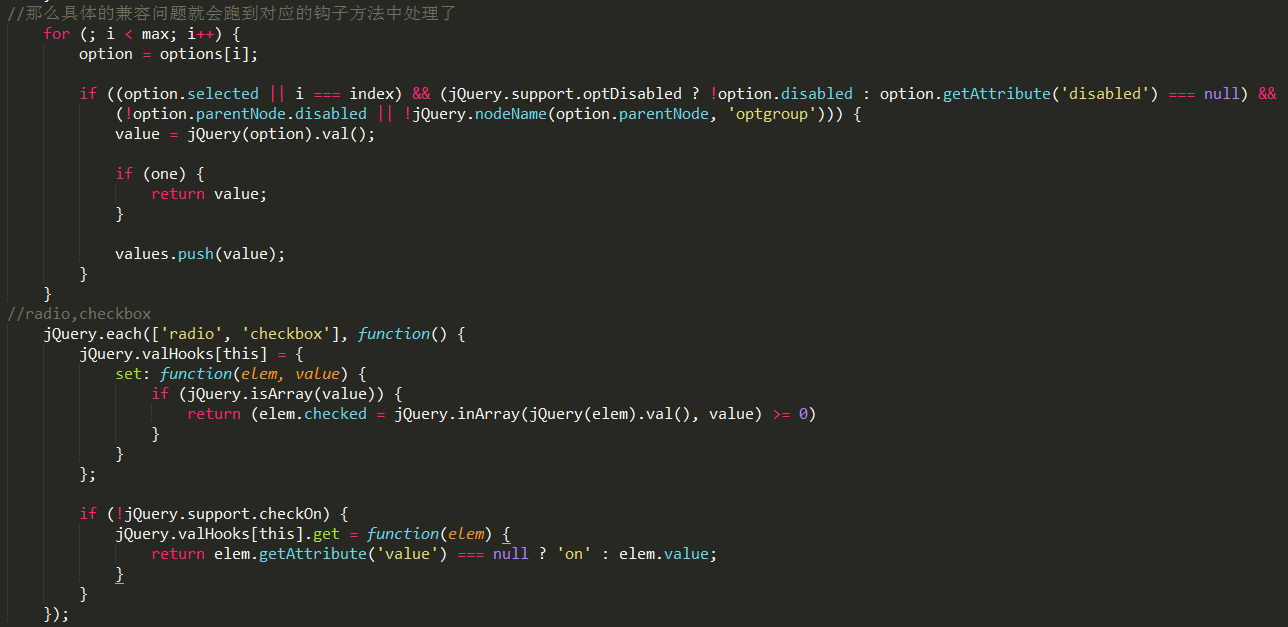 //那么具体的兼容问题就会跑到对应的钩子方法中处理了
for (; i < max; i++) {
option = options[i];
if ((option.selected || i === index) && (jQuery.support.optDisabled ? !option.disabled : option.getAttribute('disabled') === null) &&
(!option.parentNode.disabled || !jQuery.nodeName(option.parentNode, 'optgroup'))) {
value = jQuery(option).val();
if (one) {
return value;
}
values.push(value);
}
}
//radio,checkbox
jQuery.each(['radio', 'checkbox'], function() {
jQuery.valHooks[this] = {
set: function(elem, value) {
if (jQuery.isArray(value)) {
return (elem.checked = jQuery.inArray(jQuery(elem).val(), value) >= 0)
}
}
};
if (!jQuery.support.checkOn) {
jQuery.valHooks[this].get = function(elem) {
return elem.getAttribute('value') === null ? 'on' : elem.value;
}
}
});